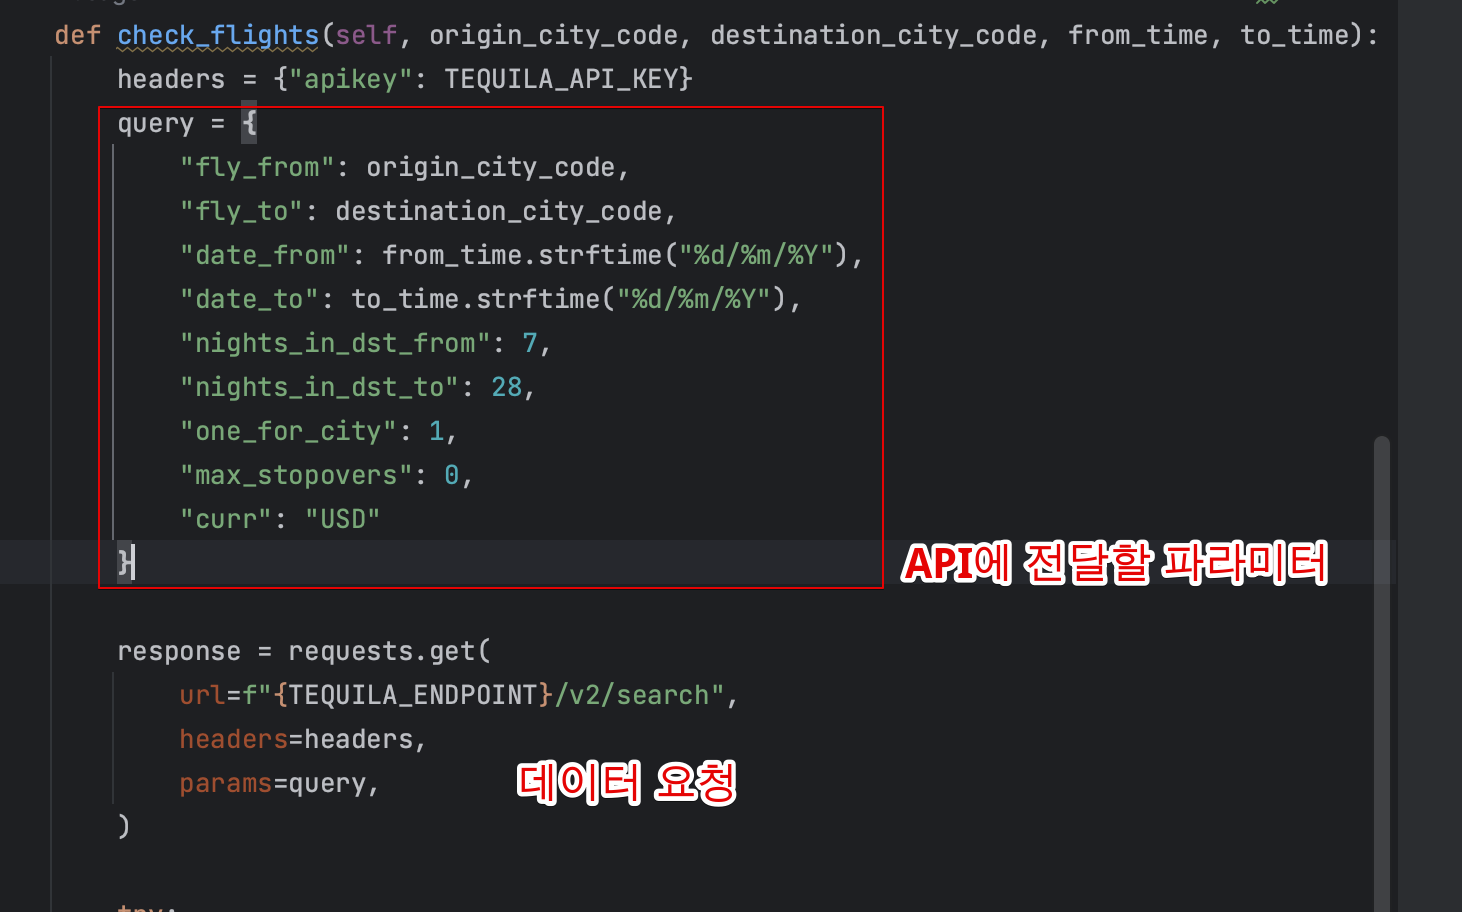 def check_flights(self, origin_city_code, destination_city_code, from_time, to_time):
headers = {"apikey": TEQUILA_API_KEY}
query = {
"fly_from": origin_city_code,
"fly_to": destination_city_code,
"date_from": from_time.strftime("%d/%m/%Y"),
"date_to": to_time.strftime("%d/%m/%Y"),
"nights_in_dst_from": 7,
"nights_in_dst_to": 28,
"one_for_city": 1,
"max_stopovers": 0,
"curr": "USD"
}
API에 전달할 파라미터
response = requests.get(
url=f"{TEQUILA_ENDPOINT}/v2/search",
headers=headers,
params=query,
데이터 요청
)